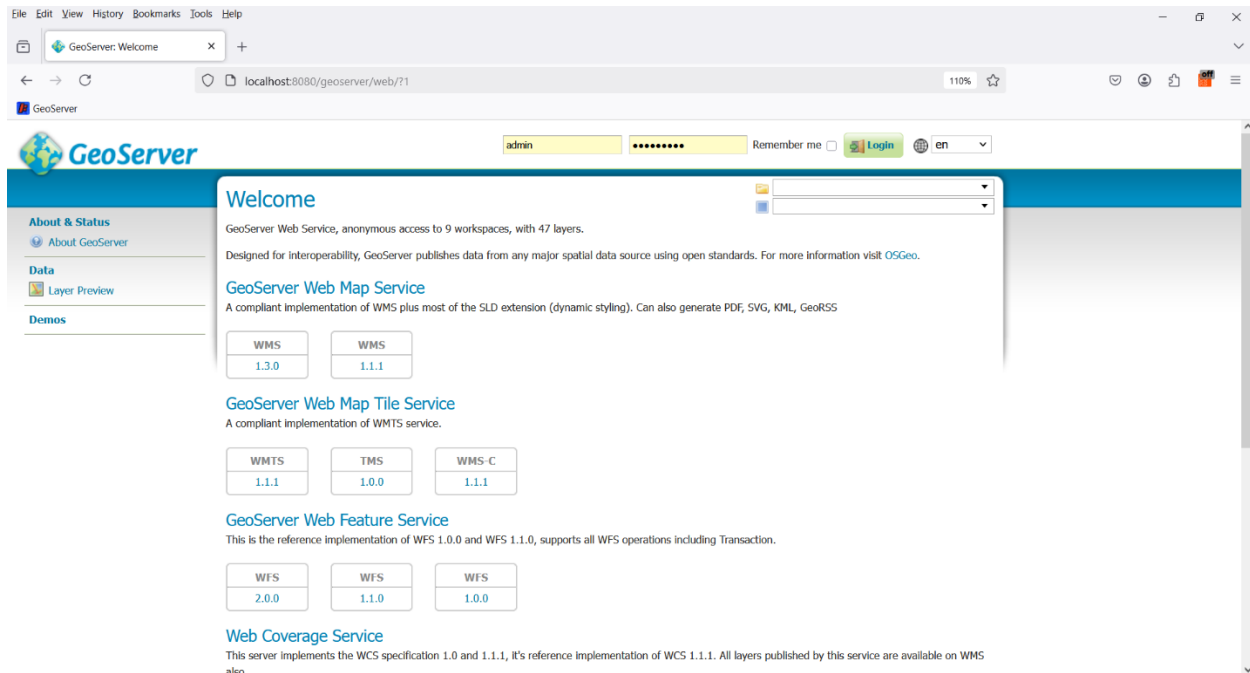 File Edit View History Bookmarks Tools Help
GeoServer: Welcome
localhost:8080/geoserver/web/?1
110%
off
GeoServer
GeoServer
admin
•••••••••
Remember me
Login
en
Welcome
About & Status
About GeoServer
Data
Layer Preview
Demos
GeoServer Web Service, anonymous access to 9 workspaces, with 47 layers.
Designed for interoperability, GeoServer publishes data from any major spatial data source using open standards. For more information visit OSGeo.
GeoServer Web Map Service
A compliant implementation of WMS plus most of the SLD extension (dynamic styling). Can also generate PDF, SVG, KML, GeoRSS
WMS WMS
1.3.0 1.1.1
GeoServer Web Map Tile Service
A compliant implementation of WMTS service.
WMTS TMS WMS-C
1.1.1 1.0.0 1.1.1
GeoServer Web Feature Service
This is the reference implementation of WFS 1.0.0 and WFS 1.1.0, supports all WFS operations including Transaction.
WFS WFS WFS
2.0.0 1.1.0 1.0.0
Web Coverage Service
This server implements the WCS specification 1.0 and 1.1.1, it's reference implementation of WCS 1.1.1. All layers published by this service are available on WMS
also